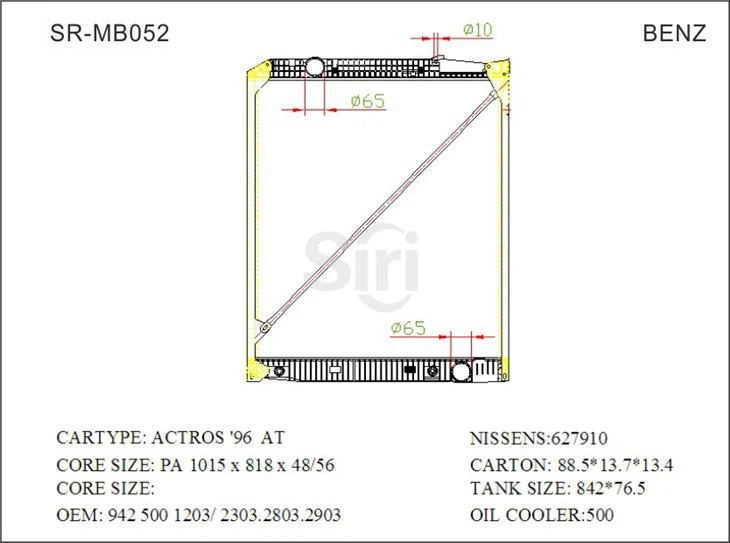 SR-MB052
BENZ
Ø10
Ø65
Siri
Ø65
CARTYPE: ACTROS '96 AT
NISSENS:627910
CORE SIZE: PA 1015 x 818 x 48/56
CARTON: 88.5*13.7*13.4
CORE SIZE:
TANK SIZE: 842*76.5
OEM: 942 500 1203/ 2303.2803.2903
OIL COOLER:500